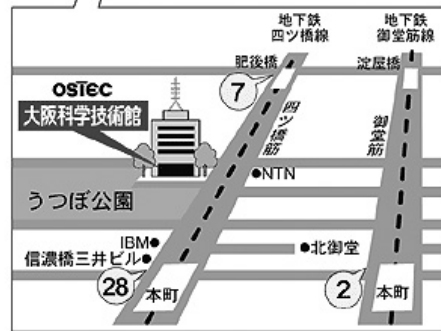 地下鉄
四ツ橋線
地下鉄
御堂筋線
肥後橋
淀屋橋
7
OSTEC
大阪科学技術館
四ツ橋筋
御堂筋
NTN
うつぼ公園
IBM
信濃橋三井ビル
北御堂
28
本町
2
本町